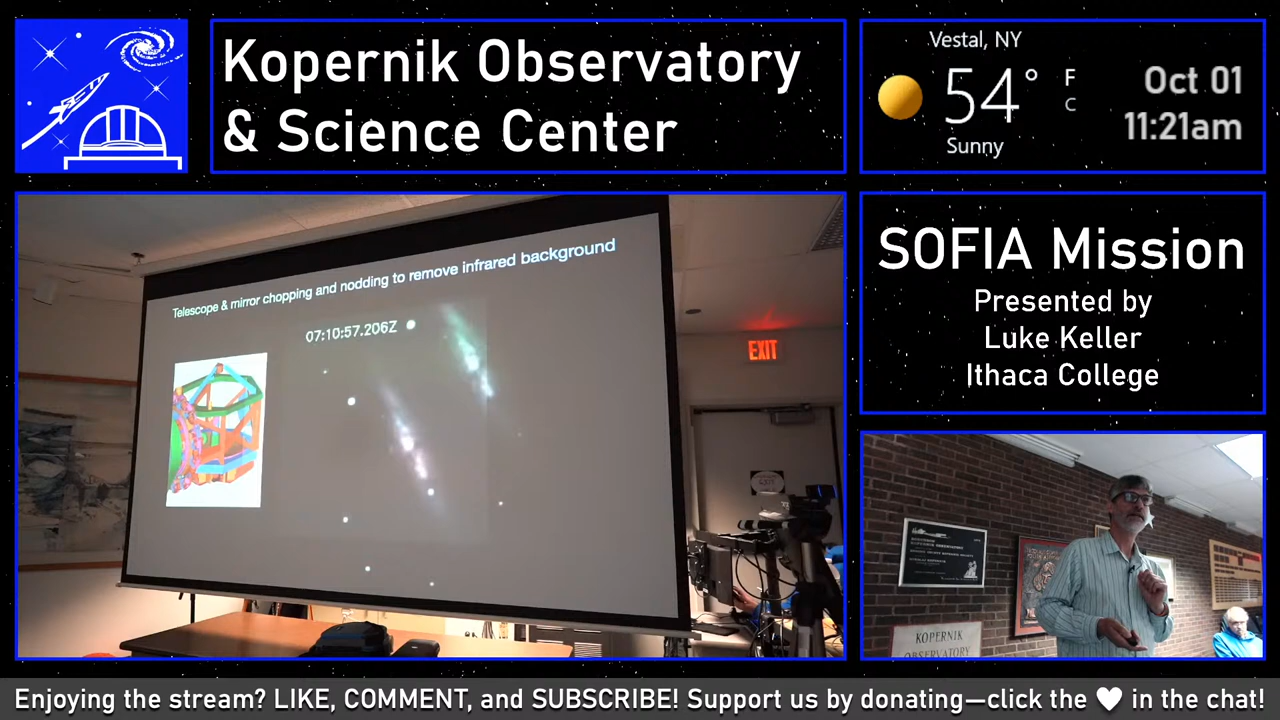 Kopernik Observatory
& Science Center
Vestal, NY
54° F
C
Sunny
Oct 01
11:21am
Telescope & mirror chopping and nodding to remove infrared background
07:10:57.206Z
EXIT
SOFIA Mission
Presented by
Luke Keller
Ithaca College
KOPERNIK
OBSERVATORY
Enjoying the stream? LIKE, COMMENT, and SUBSCRIBE! Support us by donating—click the ♥ in the chat!